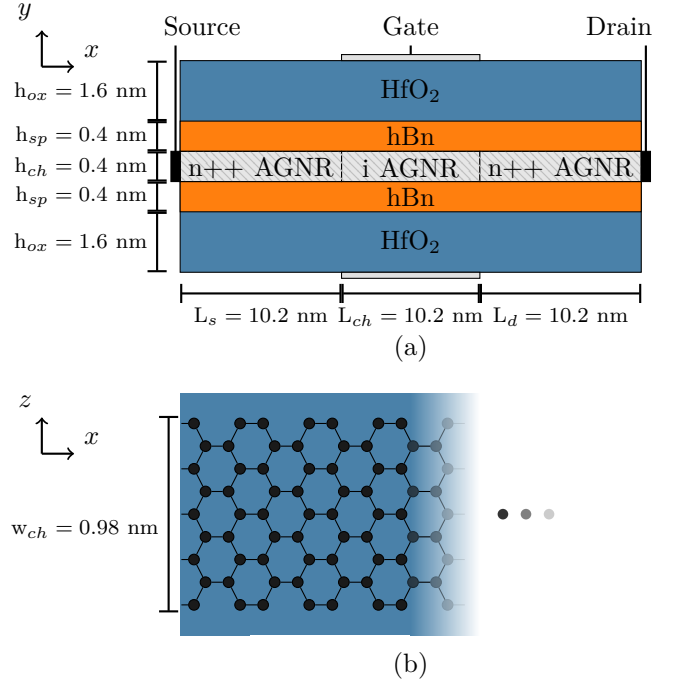 y
Source Gate Drain
x
h_ox = 1.6 nm
HfO₂
h_sp = 0.4 nm
hBn
h_ch = 0.4 nm
n++ AGNR i AGNR n++ AGNR
h_sp = 0.4 nm
hBn
h_ox = 1.6 nm
HfO₂
L_s = 10.2 nm L_ch = 10.2 nm L_d = 10.2 nm
(a)
z
x
w_ch = 0.98 nm
(b)